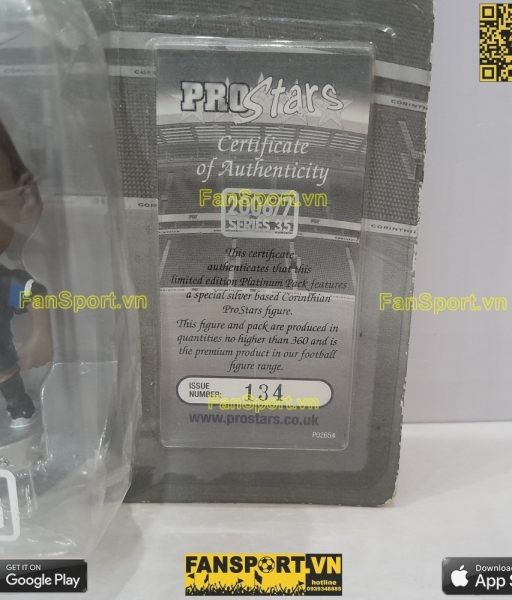 PROStars
Certificate
of Authenticity
FanSport.vn
2006/7
SERIES 35
This certificate
authenticates that this
limited edition Platinum Pack features
a special silver based Corinthian
ProStars figure.
FanSport.vn
FanSport.vn
This figure and pack are produced in
quantities no higher than 360 and is
the premium product in our football
figure range.
ISSUE
NUMBER: 134
FanSport.vn
www.prostars.co.uk
P02654
CORINTH
GET IT ON
Google Play
FANSPORT.VN
hotline
0939348888
Download
App S